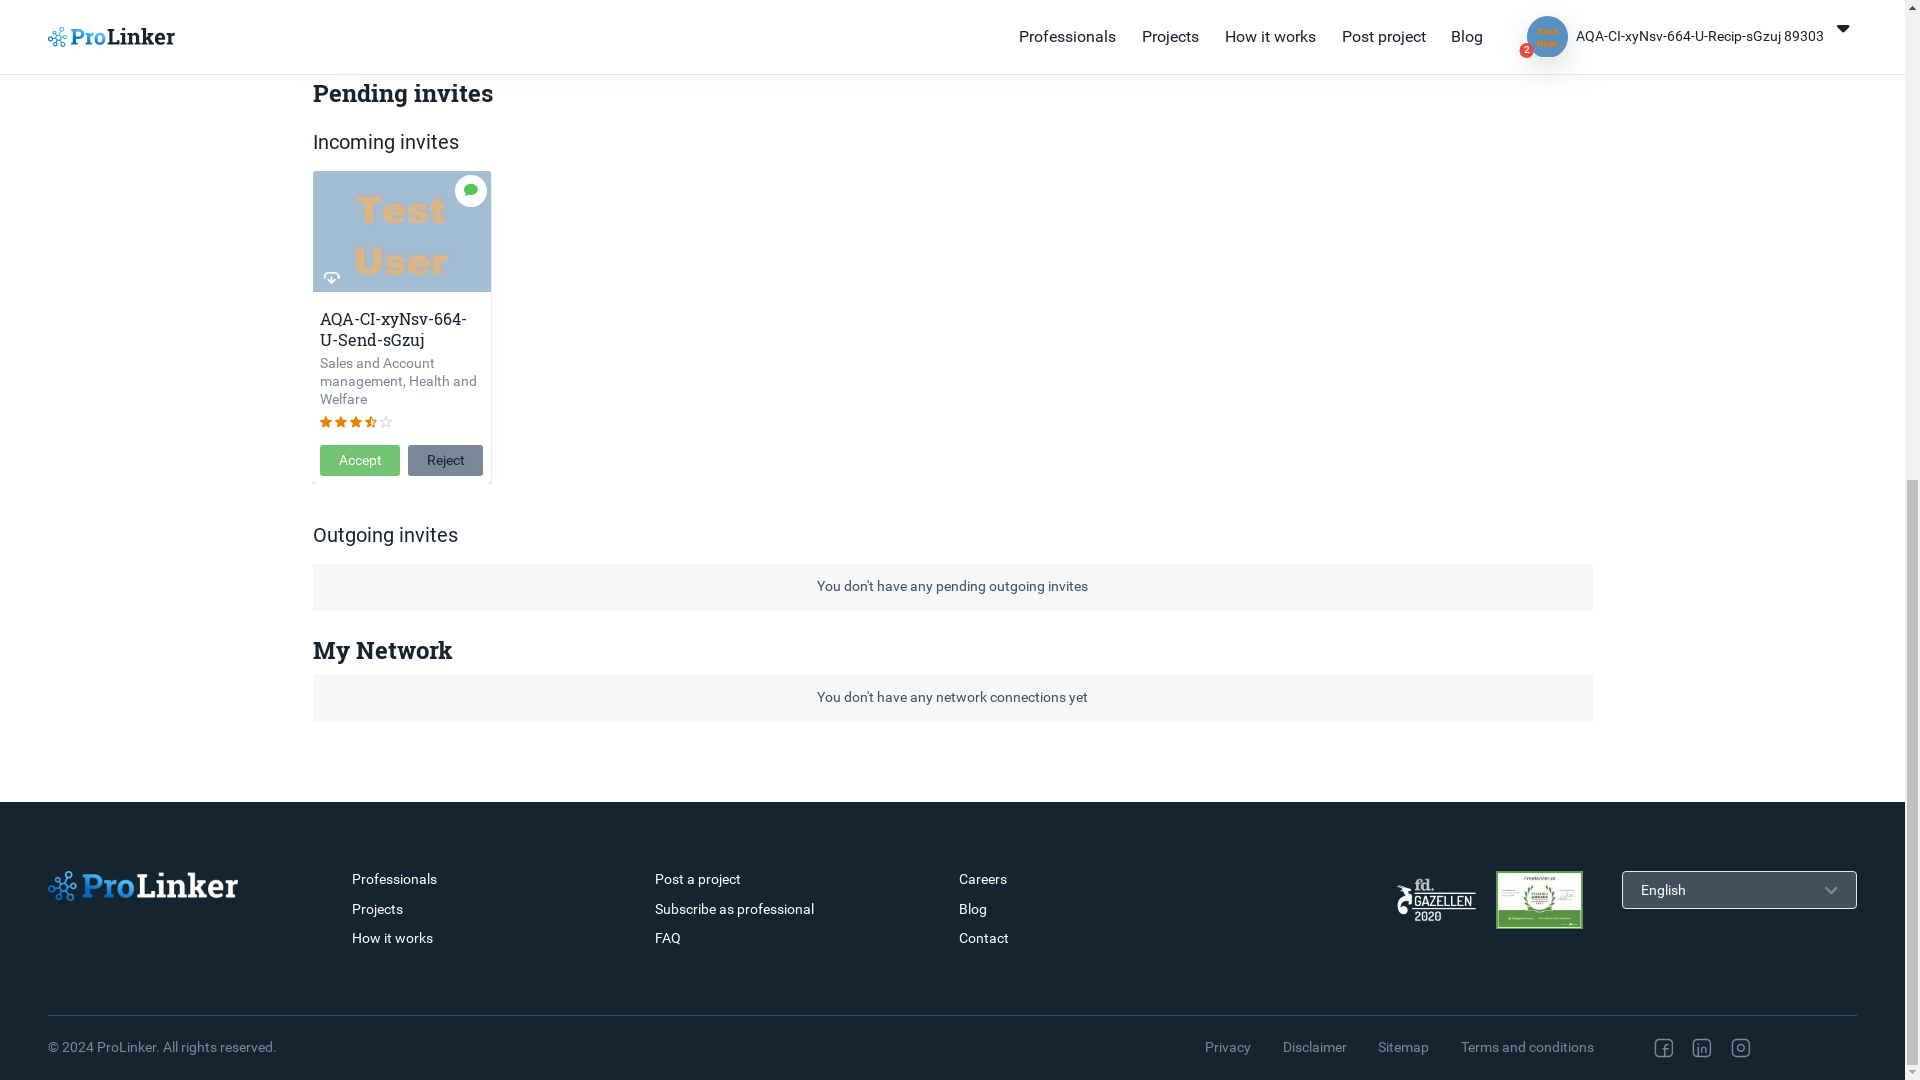 ProLinker
Professionals
Projects
How it works
Post project
Blog
2
Test
User
AQA-CI-xyNsv-664-U-Recip-sGzuj 89303
Pending invites
Incoming invites
Test
User
AQA-CI-xyNsv-664-
U-Send-sGzuj
Sales and Account
management, Health and
Welfare
Accept
Reject
Outgoing invites
You don't have any pending outgoing invites
My Network
You don't have any network connections yet
ProLinker
Professionals
Projects
How it works
Post a project
Subscribe as professional
FAQ
Careers
Blog
Contact
fd.
GAZELLEN
2020
Freelancer.nl
English
© 2024 ProLinker. All rights reserved.
Privacy
Disclaimer
Sitemap
Terms and conditions